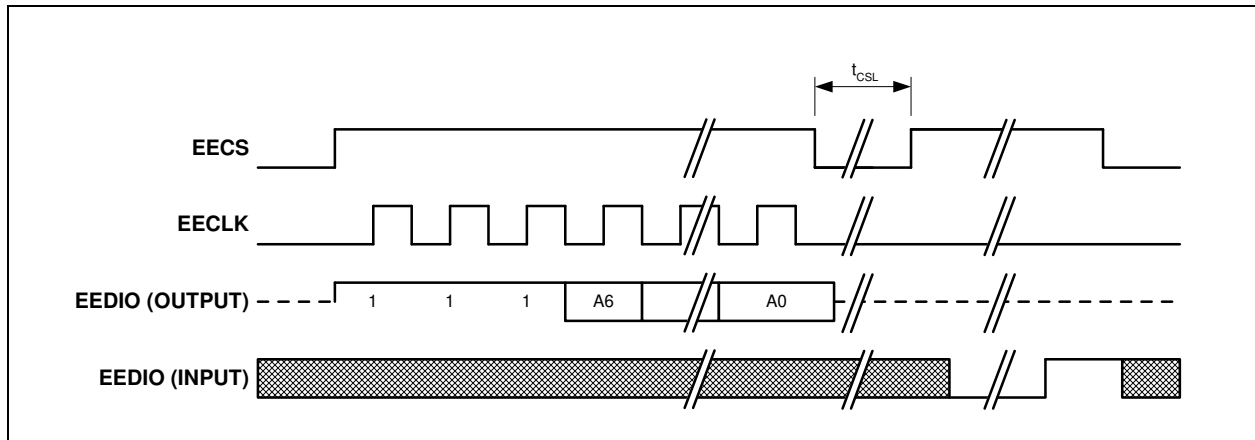 tCSL
EECS
EECLK
EEDIO (OUTPUT) 1 1 1 A6 A0
EEDIO (INPUT)